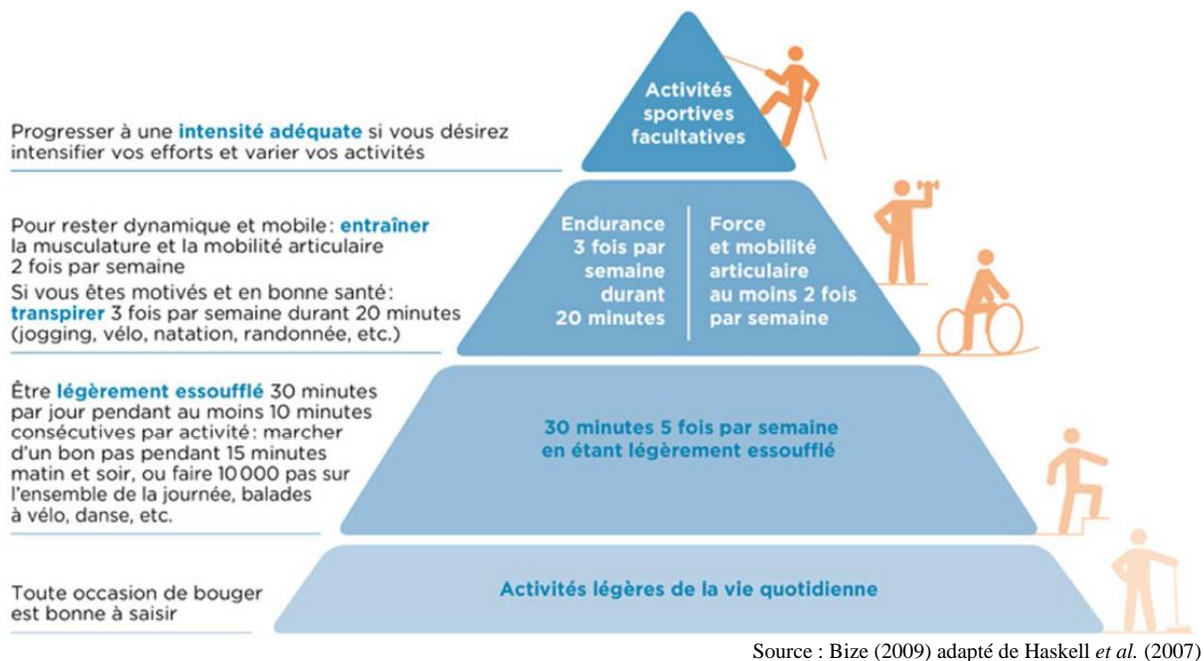 Activités
sportives
facultatives
Progresser à une intensité adéquate si vous désirez
intensifier vos efforts et varier vos activités
Pour rester dynamique et mobile : entraîner
la musculature et la mobilité articulaire
2 fois par semaine
Si vous êtes motivés et en bonne santé :
transpirer 3 fois par semaine durant 20 minutes
(jogging, vélo, natation, randonnée, etc.)
Endurance
3 fois par
semaine
durant
20 minutes
Force
et mobilité
articulaire
au moins 2 fois
par semaine
Être légèrement essoufflé 30 minutes
par jour pendant au moins 10 minutes
consécutives par activité : marcher
d'un bon pas pendant 15 minutes
matin et soir, ou faire 10 000 pas sur
l'ensemble de la journée, balades
à vélo, danse, etc.
30 minutes 5 fois par semaine
en étant légèrement essoufflé
Toute occasion de bouger
est bonne à saisir
Activités légères de la vie quotidienne
Source : Bize (2009) adapté de Haskell et al. (2007)